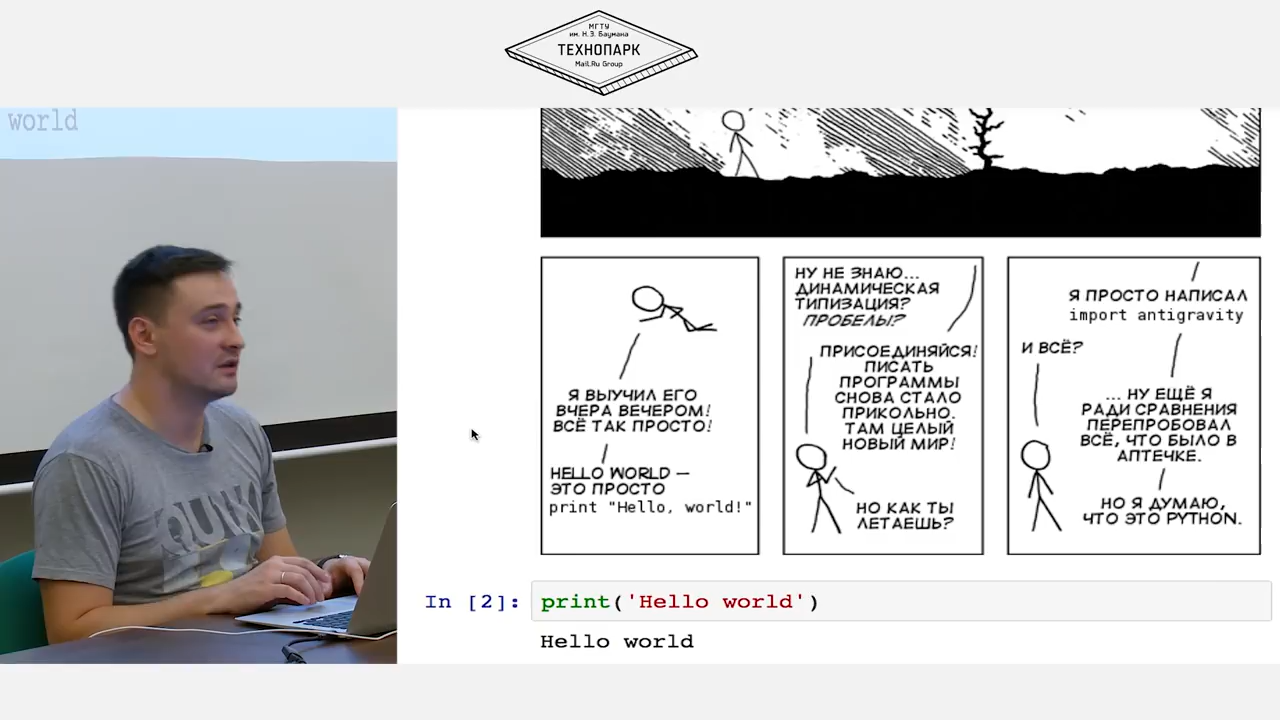 МГТУ
им. Н.Э. Баумана
ТЕХНОПАРК
Mail.Ru Group
world
Я ВЫУЧИЛ ЕГО
ВЧЕРА ВЕЧЕРОМ!
ВСЁ ТАК ПРОСТО!
HELLO WORLD —
ЭТО ПРОСТО
print "Hello, world!"
НУ НЕ ЗНАЮ...
ДИНАМИЧЕСКАЯ
ТИПИЗАЦИЯ?
ПРОБЕЛЫ?
ПРИСОЕДИНЯЙСЯ!
ПИСАТЬ
ПРОГРАММЫ
СНОВА СТАЛО
ПРИКОЛЬНО.
ТАМ ЦЕЛЫЙ
НОВЫЙ МИР!
НО КАК ТЫ
ЛЕТАЕШЬ?
Я ПРОСТО НАПИСАЛ
import antigravity
И ВСЁ?
... НУ ЕЩЁ Я
РАДИ СРАВНЕНИЯ
ПЕРЕПРОБОВАЛ
ВСЁ, ЧТО БЫЛО В
АПТЕЧКЕ.
НО Я ДУМАЮ,
ЧТО ЭТО PYTHON.
In [2]: print('Hello world')
Hello world